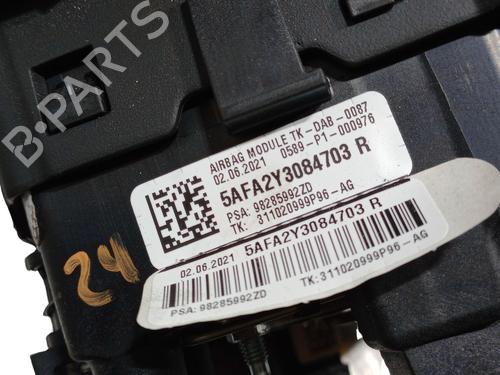 B-PARTS
AIRBAG MODULE TK-DAB-0087
02.06.2021 0589-P1-000976
5AFA2Y3084703 R
PSA: 98285992ZD
TK: 311020999P96-AG
02.06.2021 5AFA2Y3084703 R
PSA: 98285992ZD TK:311020999P96-AG
24